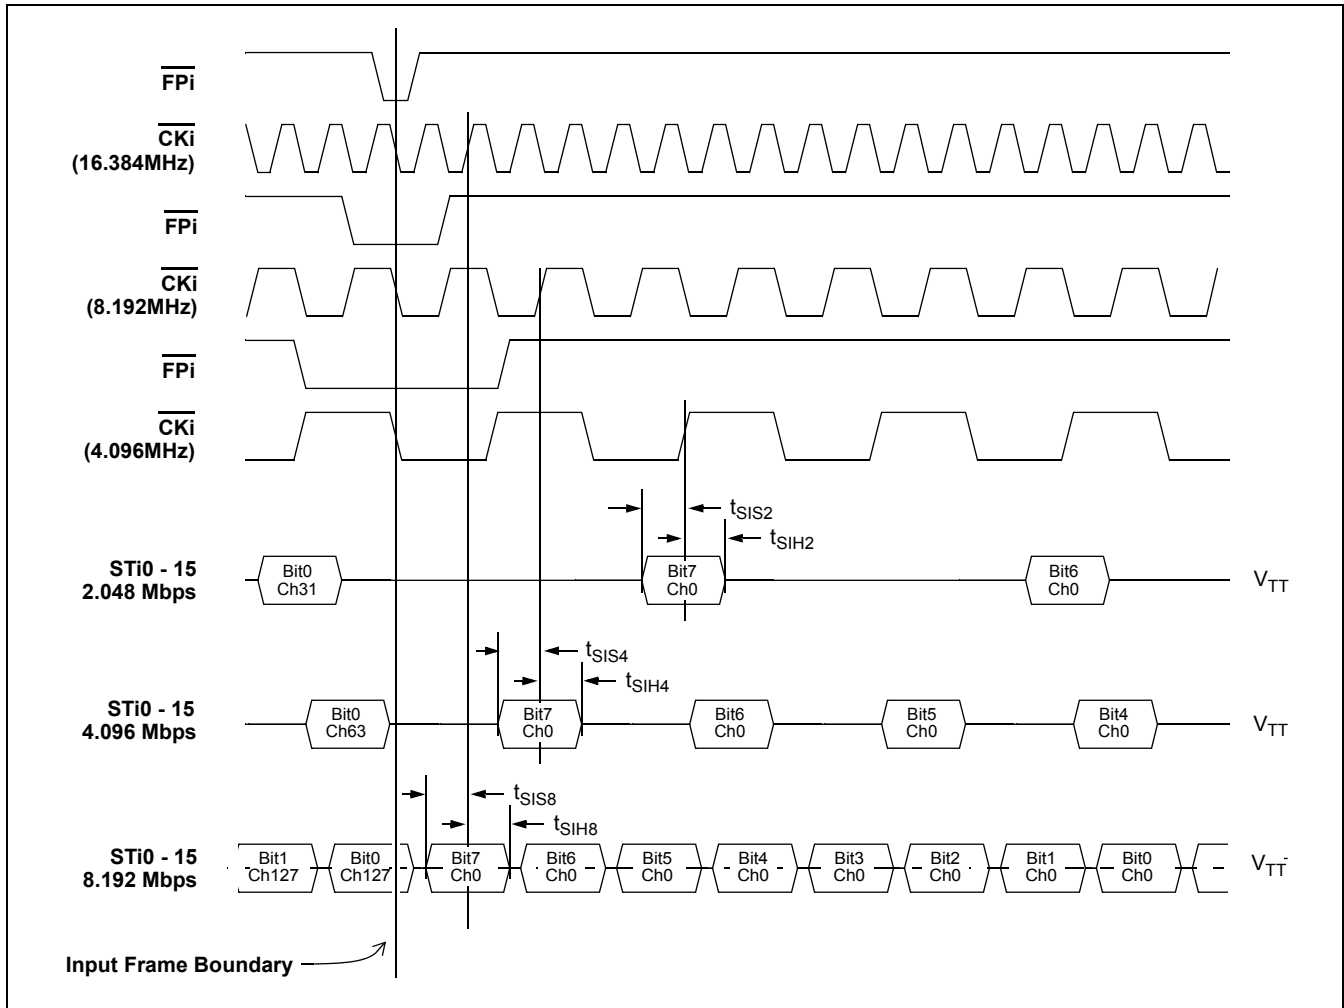 FPi
CKi
(16.384MHz)
FPi
CKi
(8.192MHz)
FPi
CKi
(4.096MHz)
tSIS2
tSIH2
STi0 - 15
2.048 Mbps
Bit0
Ch31
Bit7
Ch0
Bit6
Ch0
VTT
tSIS4
tSIH4
STi0 - 15
4.096 Mbps
Bit0
Ch63
Bit7
Ch0
Bit6
Ch0
Bit5
Ch0
Bit4
Ch0
VTT
tSIS8
tSIH8
STi0 - 15
8.192 Mbps
Bit1
Ch127
Bit0
Ch127
Bit7
Ch0
Bit6
Ch0
Bit5
Ch0
Bit4
Ch0
Bit3
Ch0
Bit2
Ch0
Bit1
Ch0
Bit0
Ch0
VTT
Input Frame Boundary